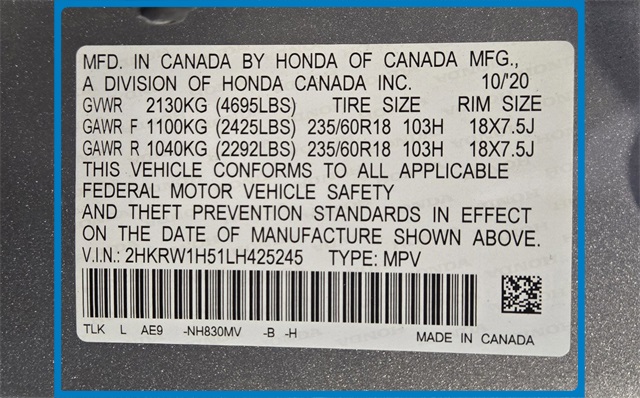 MFD. IN CANADA BY HONDA OF CANADA MFG.,
A DIVISION OF HONDA CANADA INC. 10/'20
GVWR 2130KG (4695LBS) TIRE SIZE RIM SIZE
GAWR F 1100KG (2425LBS) 235/60R18 103H 18X7.5J
GAWR R 1040KG (2292LBS) 235/60R18 103H 18X7.5J
THIS VEHICLE CONFORMS TO ALL APPLICABLE
FEDERAL MOTOR VEHICLE SAFETY
AND THEFT PREVENTION STANDARDS IN EFFECT
ON THE DATE OF MANUFACTURE SHOWN ABOVE.
V.I.N.: 2HKRW1H51LH425245 TYPE: MPV
TLK L AE9 -NH830MV -B -H MADE IN CANADA